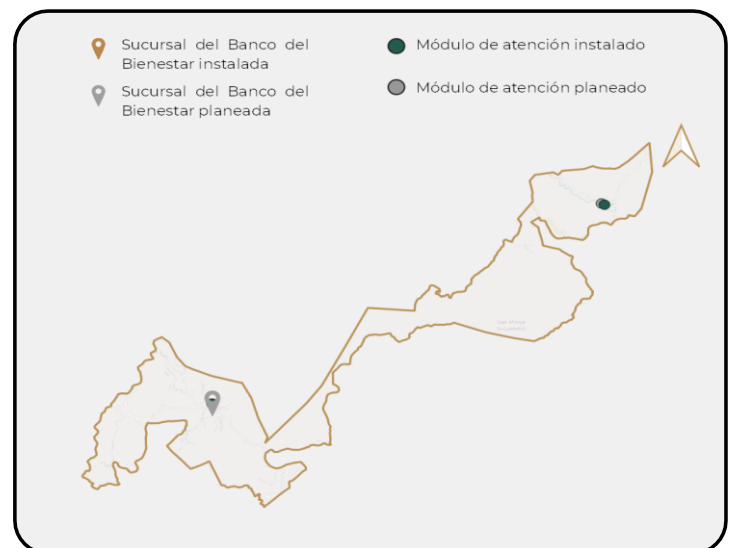 Sucursal del Banco del
Bienestar instalada
Sucursal del Banco del
Bienestar planeada
Módulo de atención instalado
Módulo de atención planeado